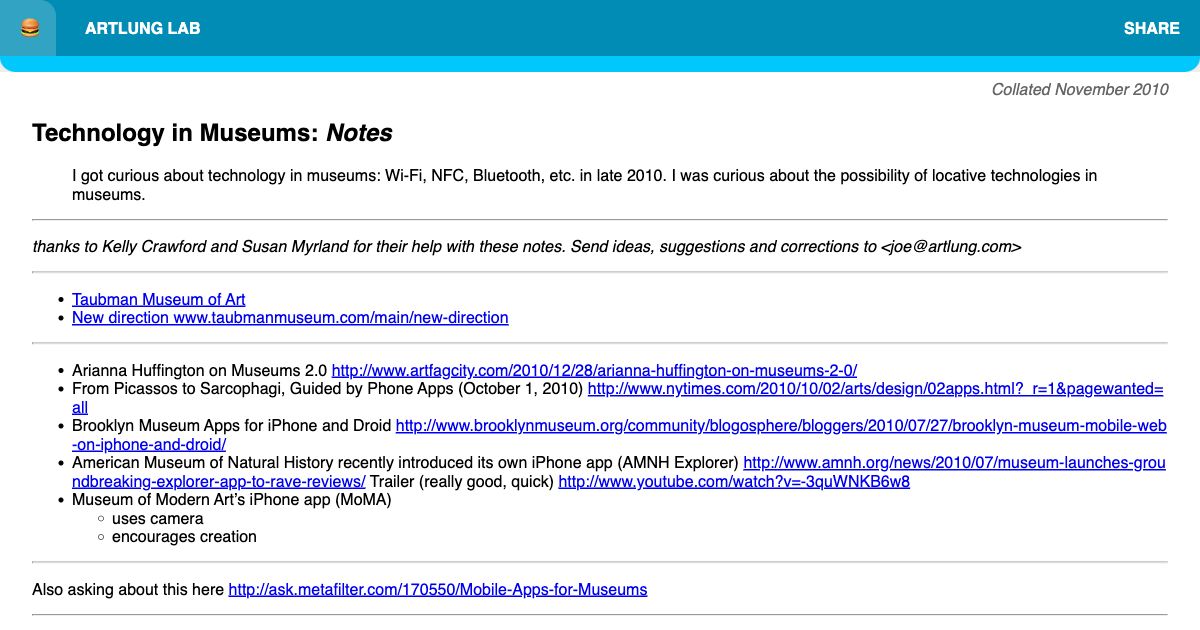 ARTLUNG LAB
SHARE
Collated November 2010
Technology in Museums: Notes
I got curious about technology in museums: Wi-Fi, NFC, Bluetooth, etc. in late 2010. I was curious about the possibility of locative technologies in
museums.
thanks to Kelly Crawford and Susan Myrland for their help with these notes. Send ideas, suggestions and corrections to <joe@artlung.com>
• Taubman Museum of Art
• New direction www.taubmanmuseum.com/main/new-direction
• Arianna Huffington on Museums 2.0 http://www.artfagcity.com/2010/12/28/arianna-huffington-on-museums-2-0/
• From Picassos to Sarcophagi, Guided by Phone Apps (October 1, 2010) http://www.nytimes.com/2010/10/02/arts/design/02apps.html?_r=1&pagewanted=
all
• Brooklyn Museum Apps for iPhone and Droid http://www.brooklynmuseum.org/community/blogosphere/bloggers/2010/07/27/brooklyn-museum-mobile-web
-on-iphone-and-droid/
• American Museum of Natural History recently introduced its own iPhone app (AMNH Explorer) http://www.amnh.org/news/2010/07/museum-launches-grou
ndbreaking-explorer-app-to-rave-reviews/ Trailer (really good, quick) http://www.youtube.com/watch?v=-3quWNKB6w8
• Museum of Modern Art’s iPhone app (MoMA)
◦ uses camera
◦ encourages creation
Also asking about this here http://ask.metafilter.com/170550/Mobile-Apps-for-Museums